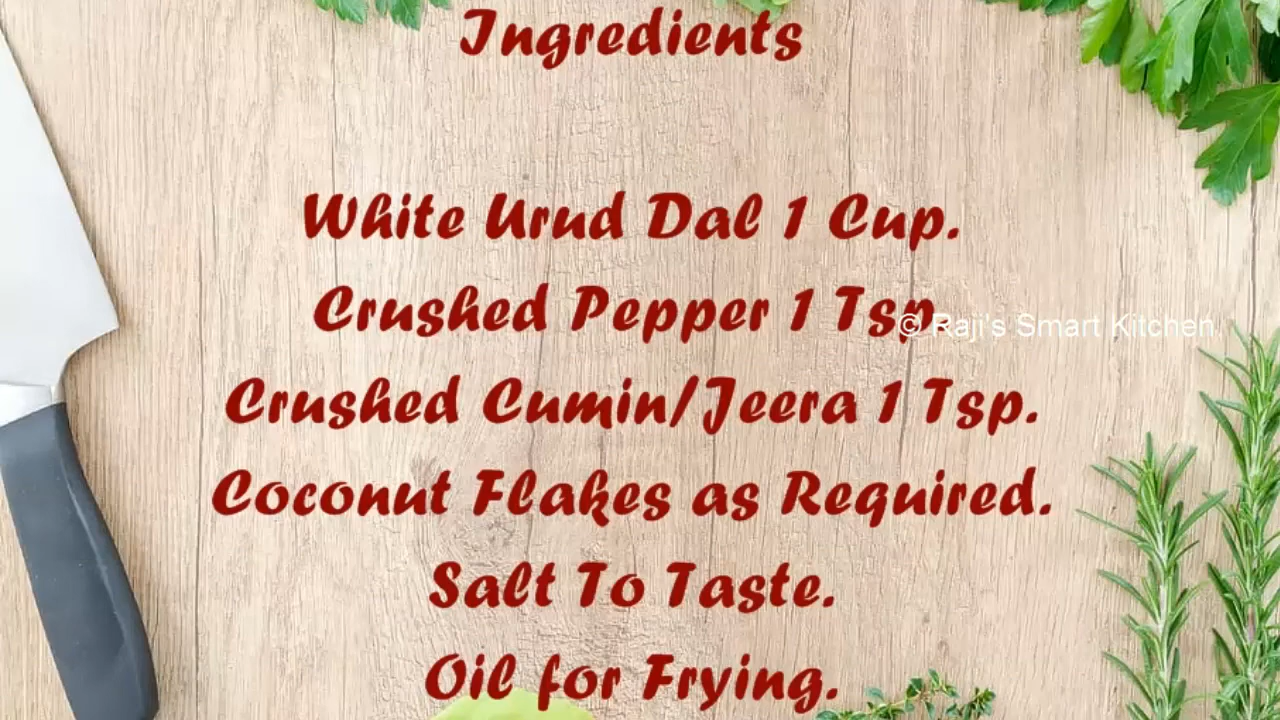 Ingredients
White Urud Dal 1 Cup.
Crushed Pepper 1 Tsp.
© Raji's Smart Kitchen
Crushed Cumin/Jeera 1 Tsp.
Coconut Flakes as Required.
Salt To Taste.
Oil for Frying.